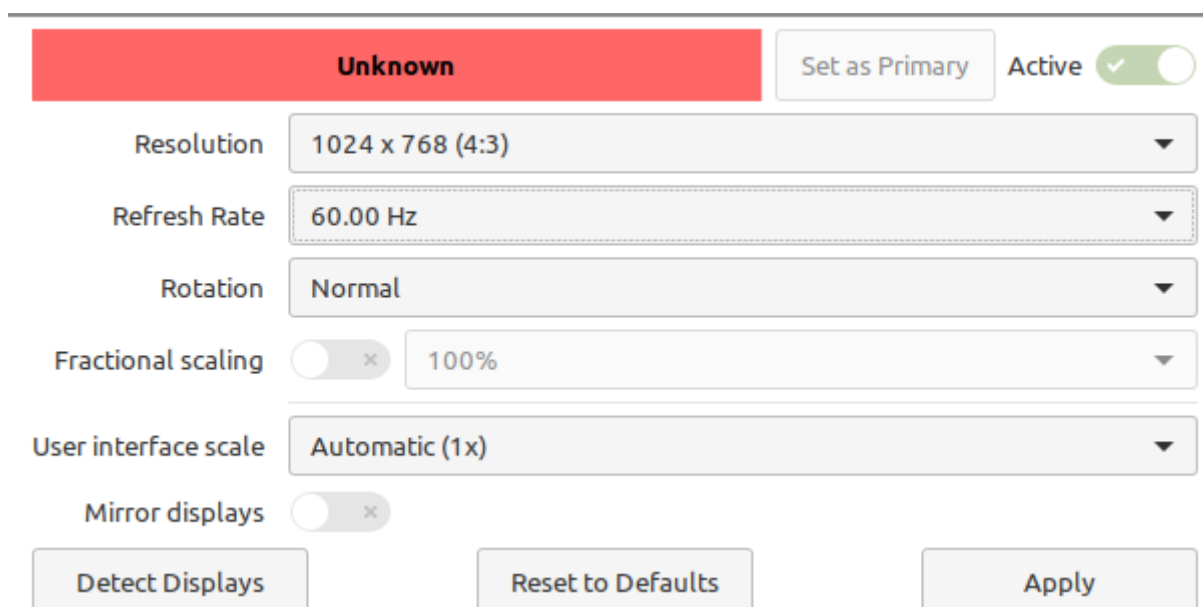 Unknown Set as Primary Active
Resolution 1024 x 768 (4:3)
Refresh Rate 60.00 Hz
Rotation Normal
Fractional scaling 100%
User interface scale Automatic (1x)
Mirror displays
Detect Displays Reset to Defaults Apply